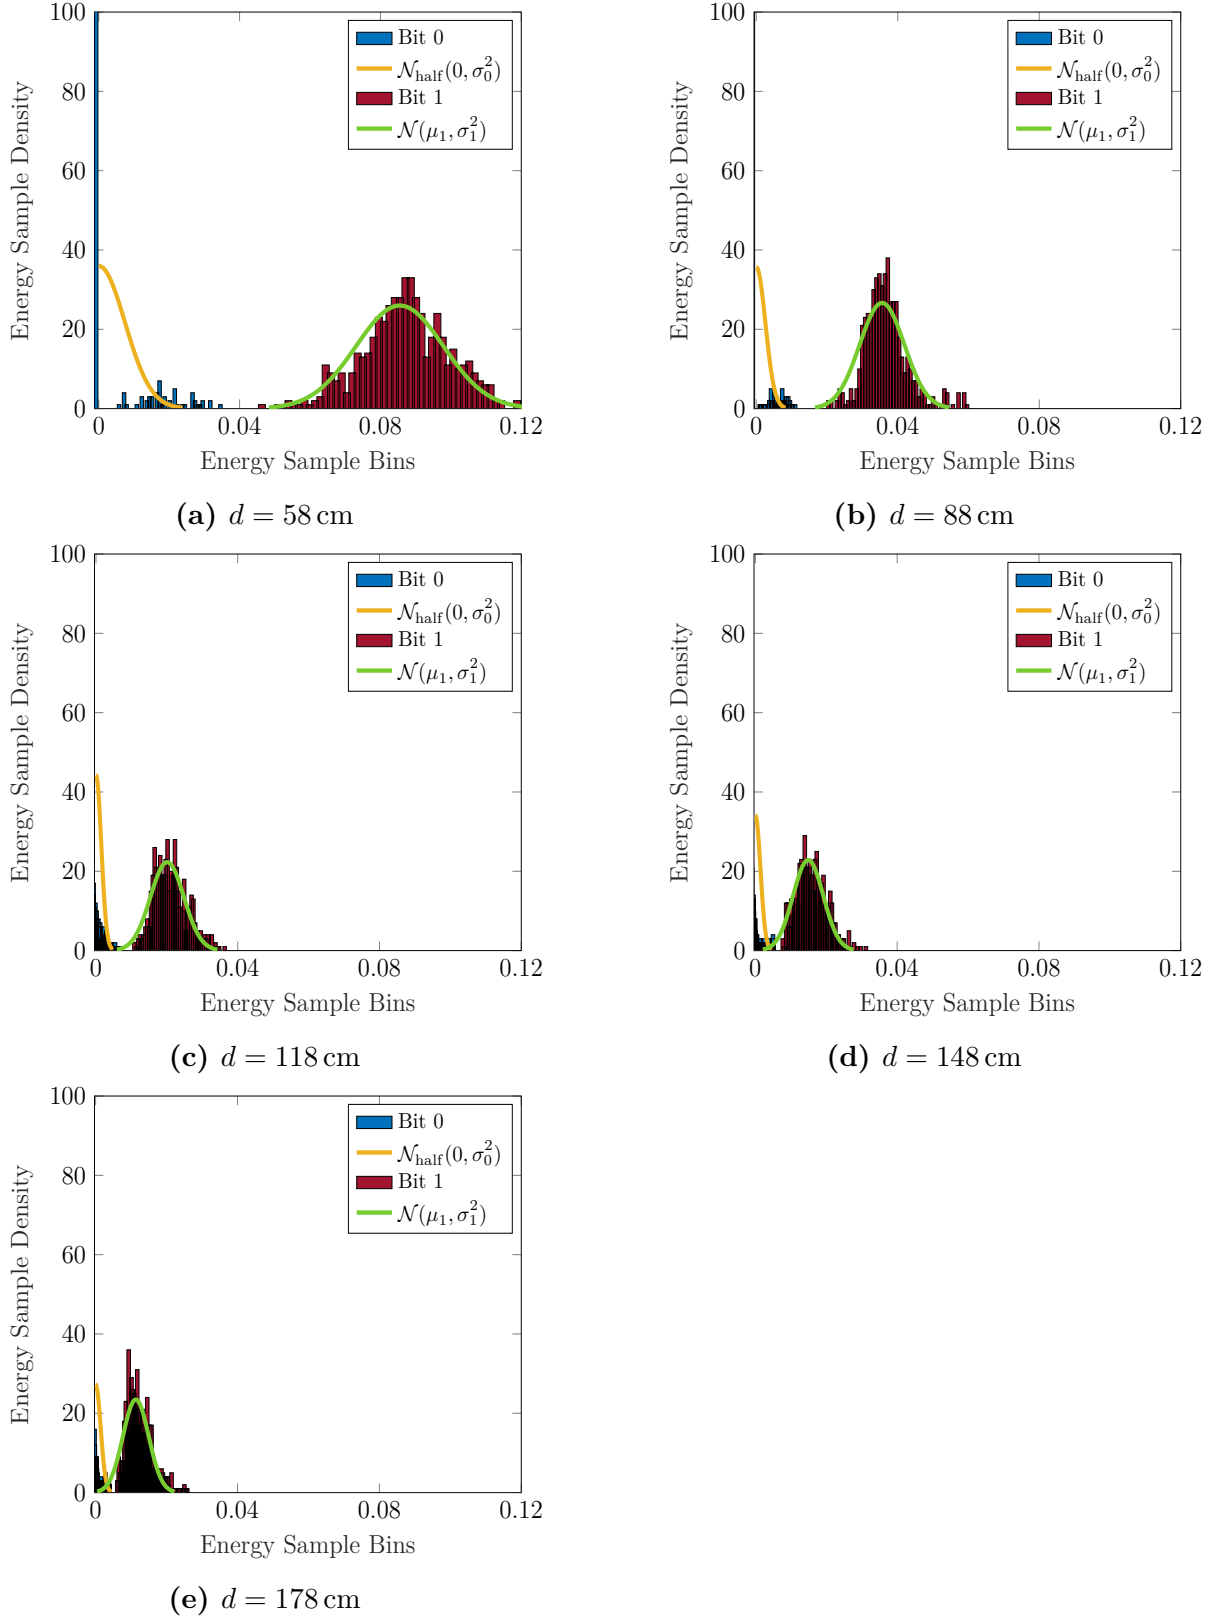 100
80
60
40
20
0
Energy Sample Density
0 0.04 0.08 0.12
Energy Sample Bins
Bit 0
𝒩half(0, σ₀²)
Bit 1
𝒩(μ₁, σ₁²)
(a) d = 58 cm
100
80
60
40
20
0
Energy Sample Density
0 0.04 0.08 0.12
Energy Sample Bins
Bit 0
𝒩half(0, σ₀²)
Bit 1
𝒩(μ₁, σ₁²)
(b) d = 88 cm
100
80
60
40
20
0
Energy Sample Density
0 0.04 0.08 0.12
Energy Sample Bins
Bit 0
𝒩half(0, σ₀²)
Bit 1
𝒩(μ₁, σ₁²)
(c) d = 118 cm
100
80
60
40
20
0
Energy Sample Density
0 0.04 0.08 0.12
Energy Sample Bins
Bit 0
𝒩half(0, σ₀²)
Bit 1
𝒩(μ₁, σ₁²)
(d) d = 148 cm
100
80
60
40
20
0
Energy Sample Density
0 0.04 0.08 0.12
Energy Sample Bins
Bit 0
𝒩half(0, σ₀²)
Bit 1
𝒩(μ₁, σ₁²)
(e) d = 178 cm